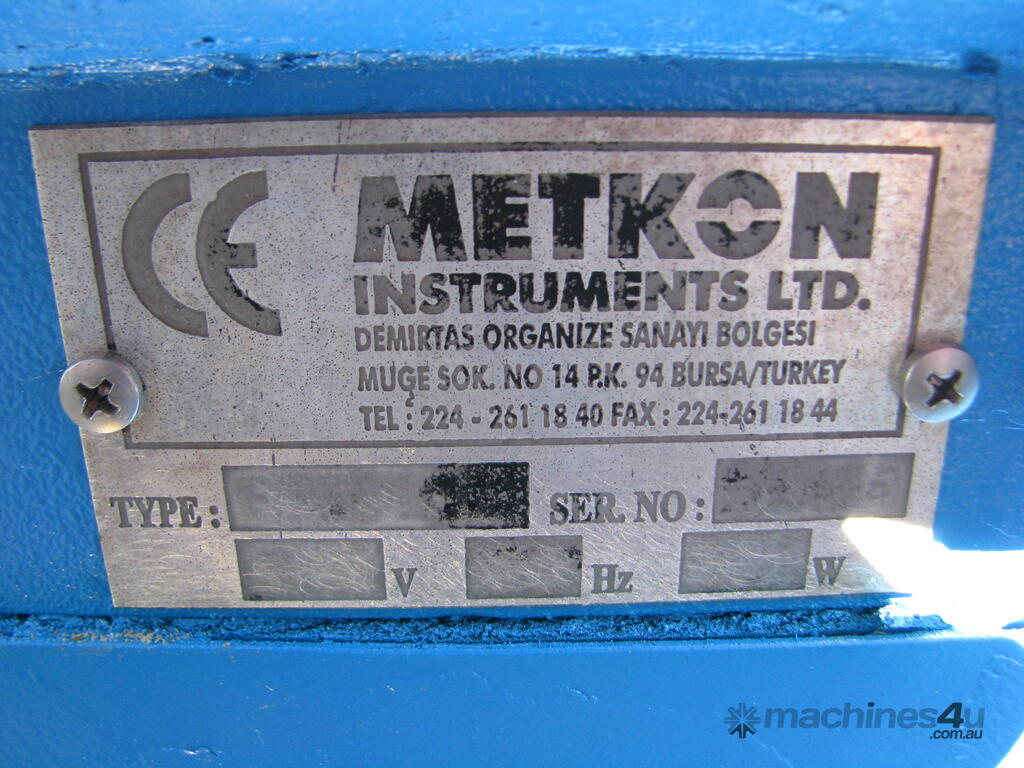 CE METKON
INSTRUMENTS LTD.
DEMIRTAS ORGANIZE SANAYI BOLGESI
MUGE SOK. NO 14 P.K. 94 BURSA/TURKEY
TEL : 224 - 261 18 40 FAX : 224-261 18 44
TYPE : SER. NO :
V Hz W
machines4u
.com.au